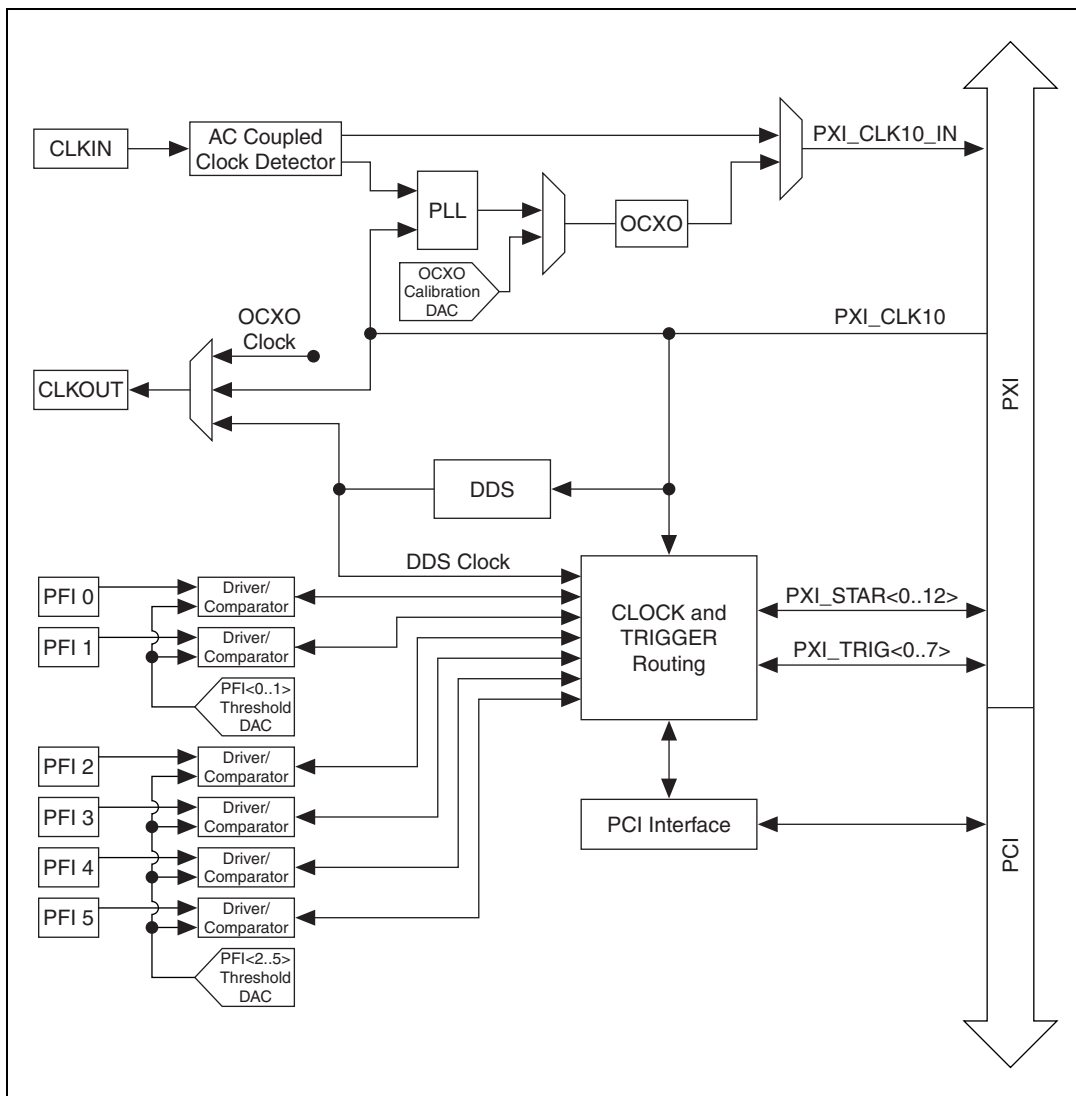 CLKIN
AC Coupled
Clock Detector
PXI_CLK10_IN
PLL
OCXO
OCXO
Calibration
DAC
OCXO
Clock
PXI_CLK10
CLKOUT
PXI
DDS
DDS Clock
PFI 0
Driver/
Comparator
CLOCK and
TRIGGER
Routing
PXI_STAR<0..12>
PFI 1
Driver/
Comparator
PXI_TRIG<0..7>
PFI<0..1>
Threshold
DAC
PFI 2
Driver/
Comparator
PFI 3
Driver/
Comparator
PCI Interface
PCI
PFI 4
Driver/
Comparator
PFI 5
Driver/
Comparator
PFI<2..5>
Threshold
DAC